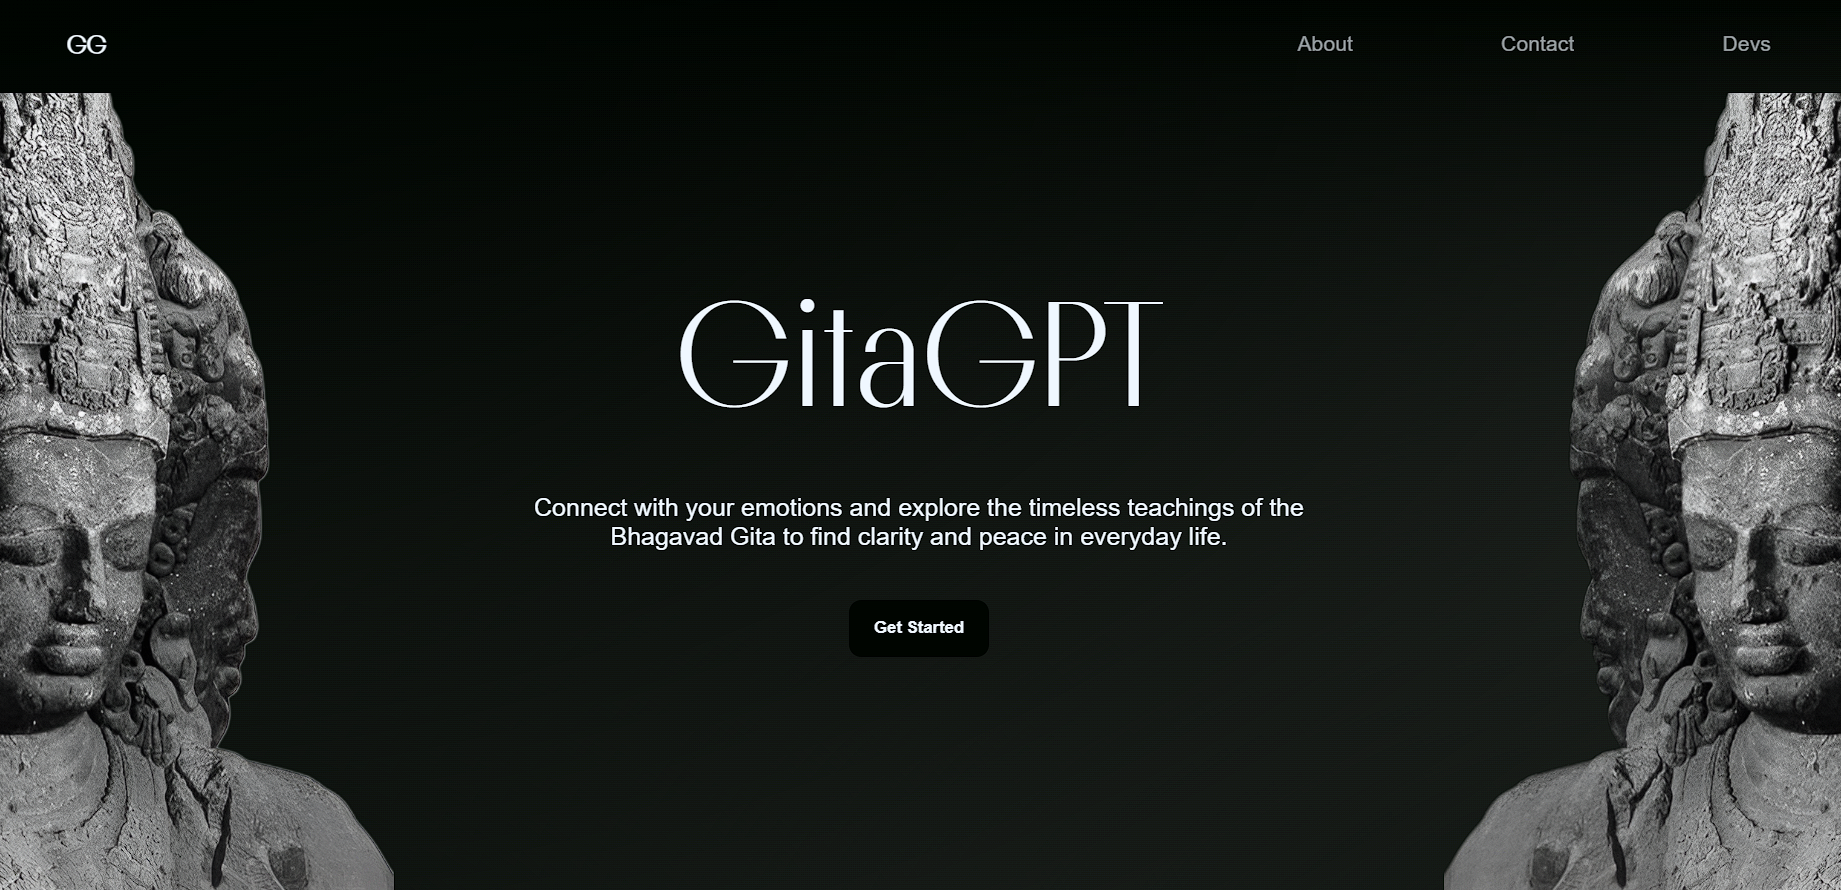 GG
About
Contact
Devs
GitaGPT
Connect with your emotions and explore the timeless teachings of the
Bhagavad Gita to find clarity and peace in everyday life.
Get Started